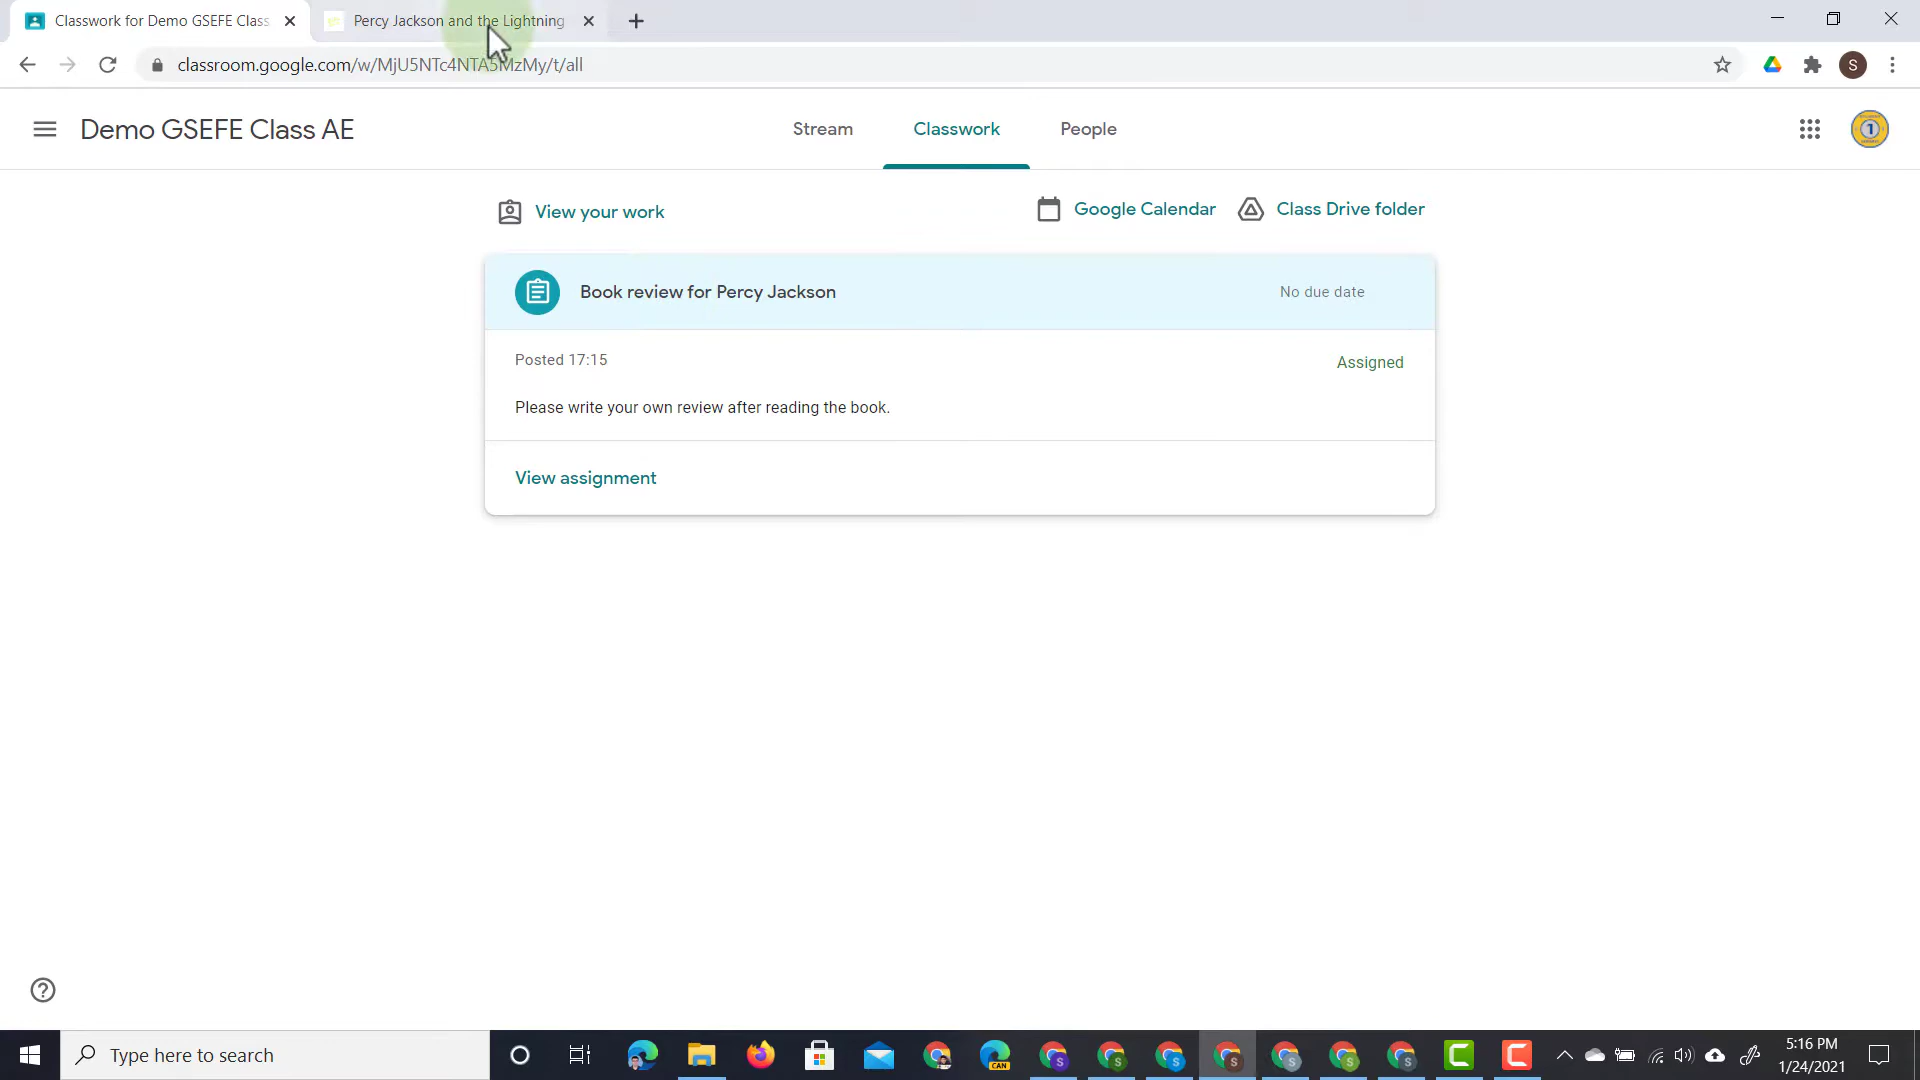 Classwork for Demo GSEFE Class
Percy Jackson and the Lightning
classroom.google.com/w/MjU5NTc4NTA5MzMy/t/all
S
Demo GSEFE Class AE
Stream
Classwork
People
1
View your work
Google Calendar
Class Drive folder
Book review for Percy Jackson
No due date
Posted 17:15
Assigned
Please write your own review after reading the book.
View assignment
Type here to search
CAN
S
S
S
S
S
S
S
5:16 PM
1/24/2021